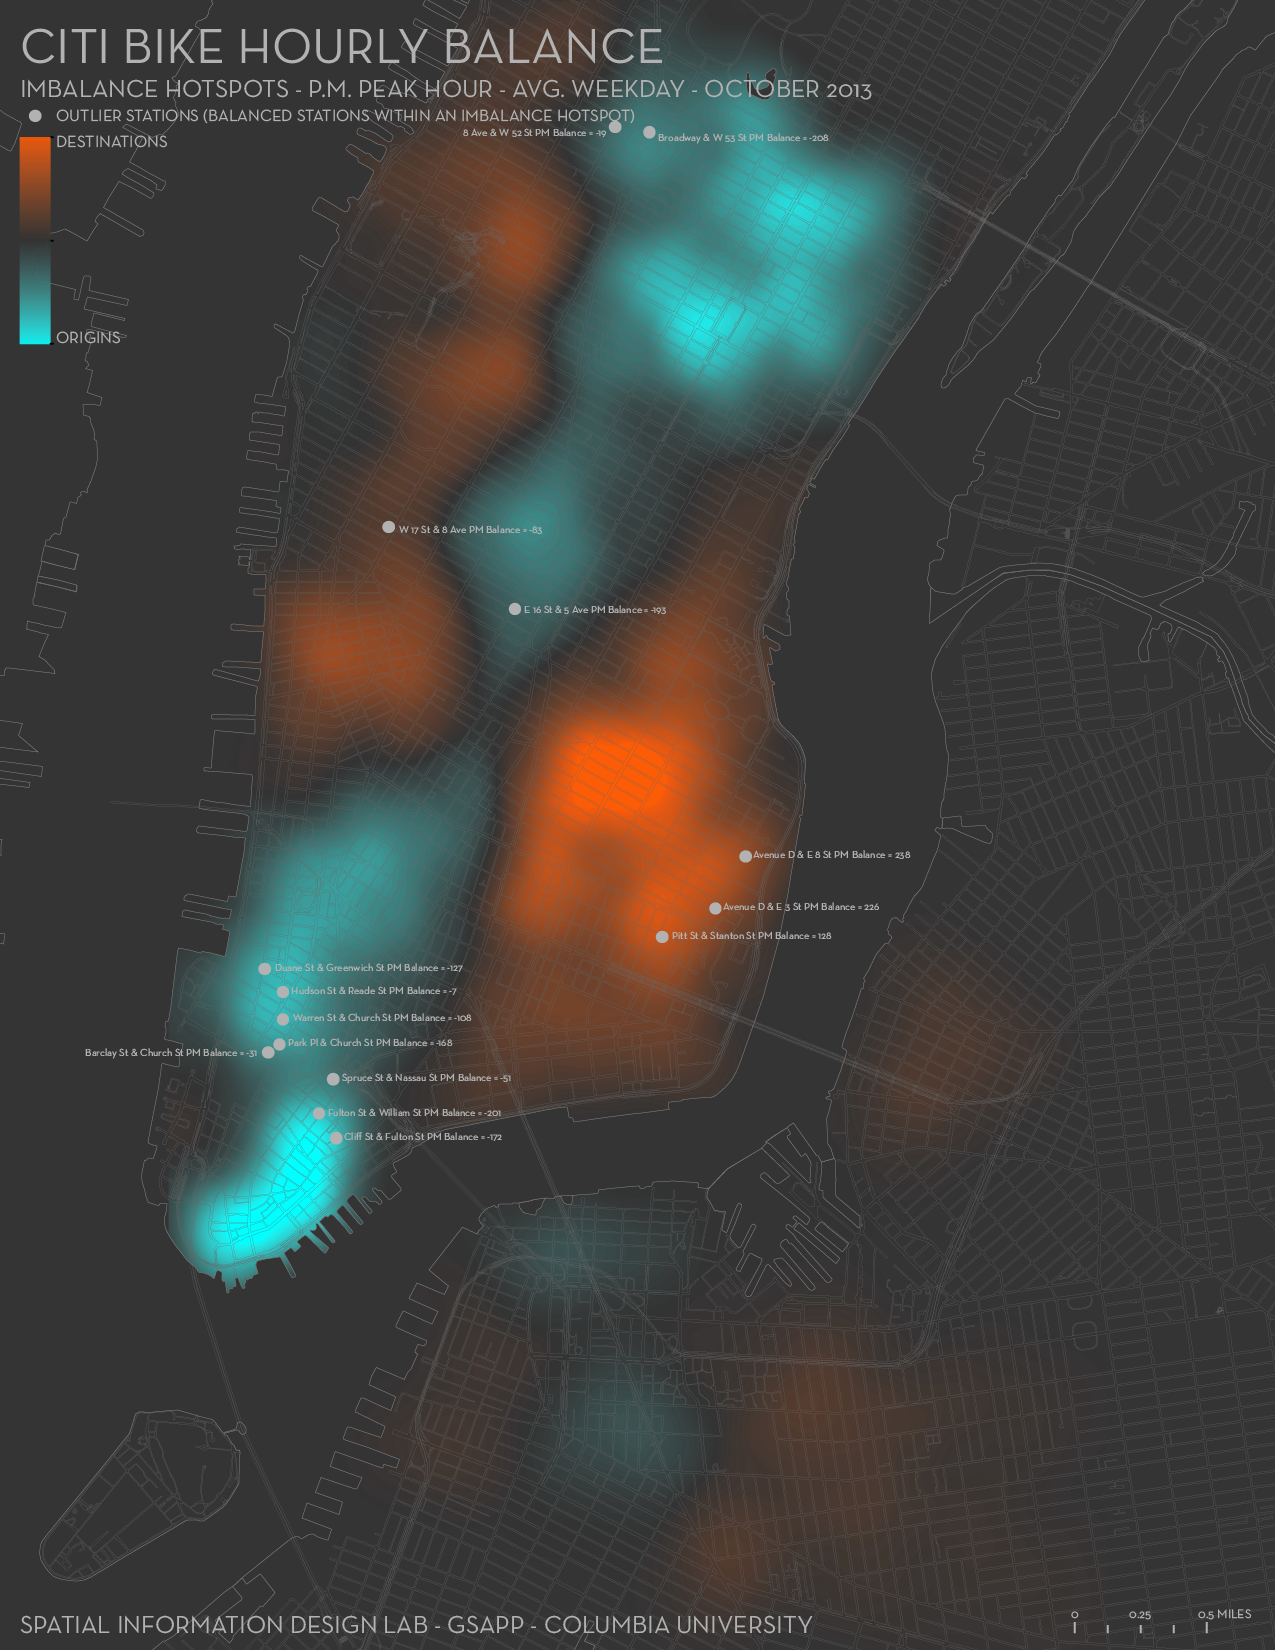 CITI BIKE HOURLY BALANCE
IMBALANCE HOTSPOTS - P.M. PEAK HOUR - AVG. WEEKDAY - OCTOBER 2013
OUTLIER STATIONS (BALANCED STATIONS WITHIN AN IMBALANCE HOTSPOT)
8 Ave & W 52 St PM Balance = -19
Broadway & W 53 St PM Balance = -208
DESTINATIONS
ORIGINS
W 17 St & 8 Ave PM Balance = -83
E 16 St & 5 Ave PM Balance = -193
Avenue D & E 8 St PM Balance = 238
Avenue D & E 3 St PM Balance = 226
Pitt St & Stanton St PM Balance = 128
Duane St & Greenwich St PM Balance = -127
Hudson St & Reade St PM Balance = -7
Warren St & Church St PM Balance = -108
Park Pl & Church St PM Balance = -168
Barclay St & Church St PM Balance = -31
Spruce St & Nassau St PM Balance = -51
Fulton St & William St PM Balance = -201
Cliff St & Fulton St PM Balance = -172
0 0.25 0.5 MILES
SPATIAL INFORMATION DESIGN LAB - GSAPP - COLUMBIA UNIVERSITY